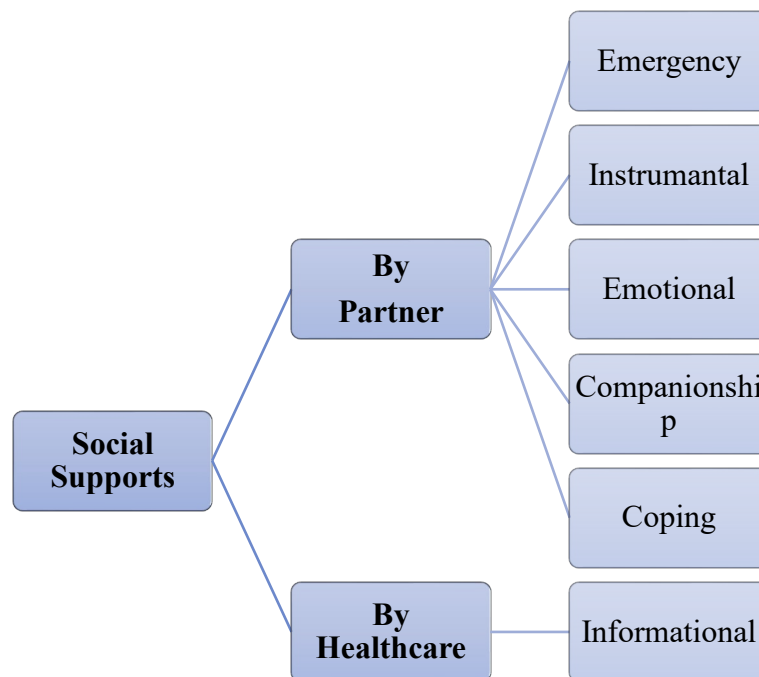 Emergency
Instrumantal
By
Partner
Emotional
Companionshi
p
Social
Supports
Coping
By
Healthcare
Informational